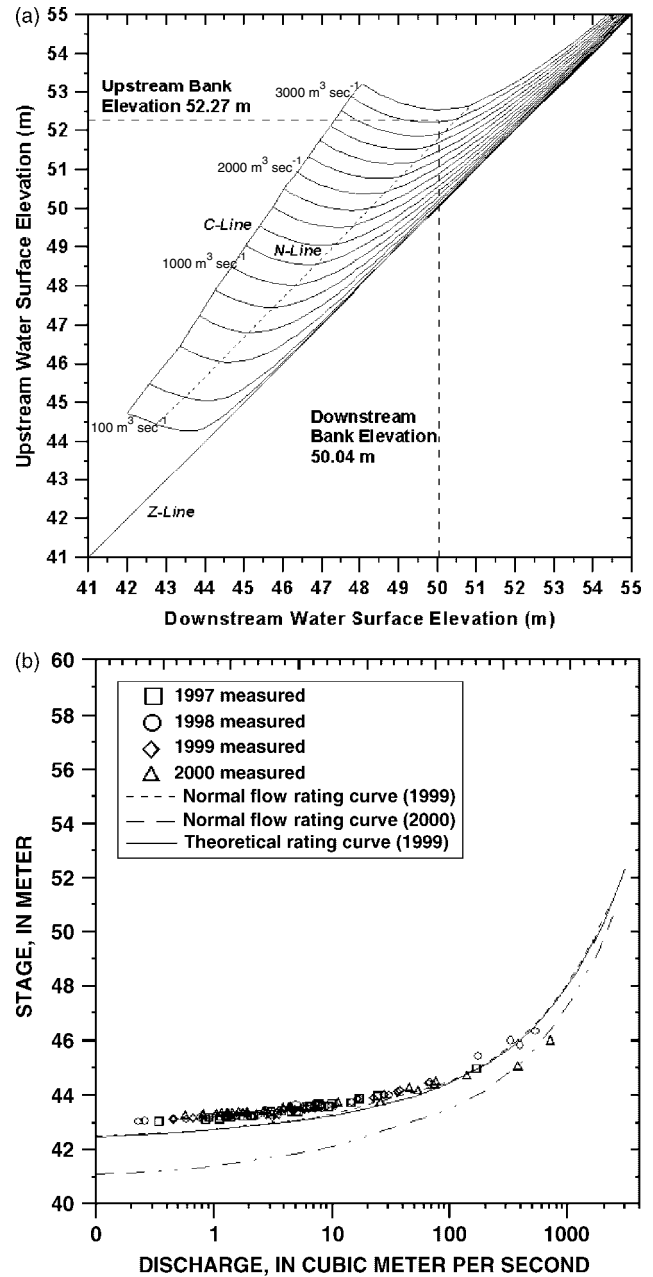 (a)
55
54
53
52
51
50
49
48
47
46
45
44
43
42
41
Upstream Water Surface Elevation (m)
Upstream Bank
Elevation 52.27 m
3000 m³ sec⁻¹
2000 m³ sec⁻¹
C-Line
N-Line
1000 m³ sec⁻¹
100 m³ sec⁻¹
Downstream
Bank Elevation
50.04 m
Z-Line
41 42 43 44 45 46 47 48 49 50 51 52 53 54 55
Downstream Water Surface Elevation (m)
(b)
60
58
56
54
52
50
48
46
44
42
40
STAGE, IN METER
1997 measured
1998 measured
1999 measured
2000 measured
Normal flow rating curve (1999)
Normal flow rating curve (2000)
Theoretical rating curve (1999)
0 1 10 100 1000
DISCHARGE, IN CUBIC METER PER SECOND